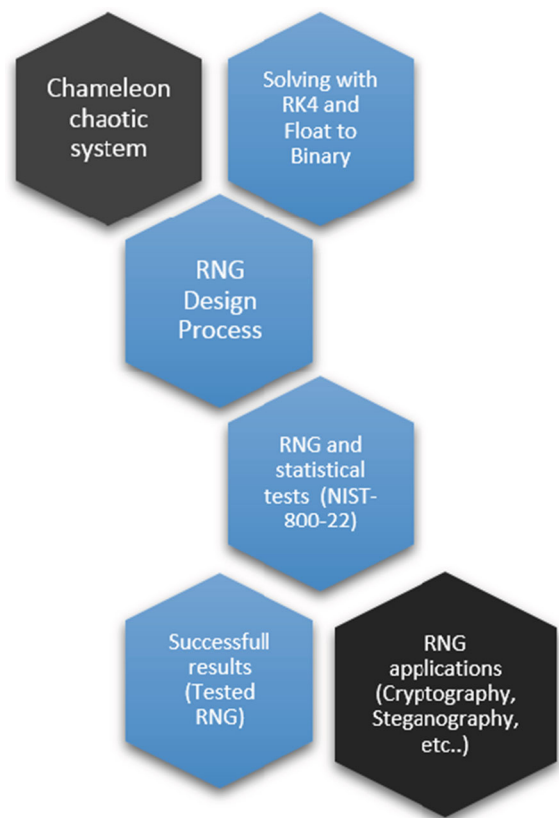 Chameleon
chaotic
system
Solving with
RK4 and
Float to
Binary
RNG
Design
Process
RNG and
statistical
tests (NIST-
800-22)
Successfull
results
(Tested
RNG)
RNG
applications
(Cryptography,
Steganography,
etc..)